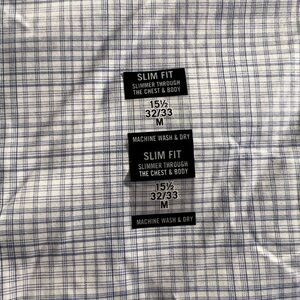 SLIM FIT
SLIMMER THROUGH
THE CHEST & BODY
15½
32/33
M
MACHINE WASH & DRY
SLIM FIT
SLIMMER THROUGH
THE CHEST & BODY
15½
32/33
M
MACHINE WASH & DRY